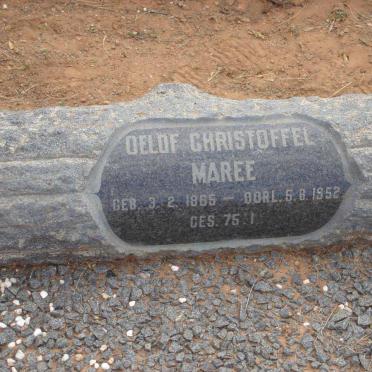 OELOF CHRISTOFFEL
MAREE
GEB. 3.2.1865 — OORL. 5.8.1952
GES. 75:1